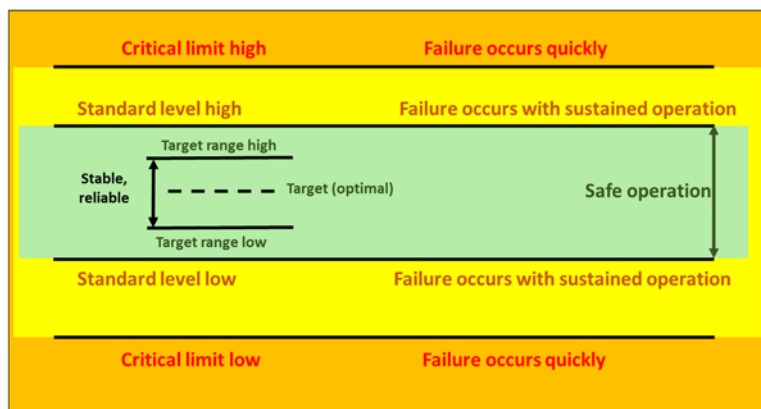 Critical limit high
Failure occurs quickly
Standard level high
Failure occurs with sustained operation
Target range high
Stable,
reliable
Target (optimal)
Safe operation
Target range low
Standard level low
Failure occurs with sustained operation
Critical limit low
Failure occurs quickly